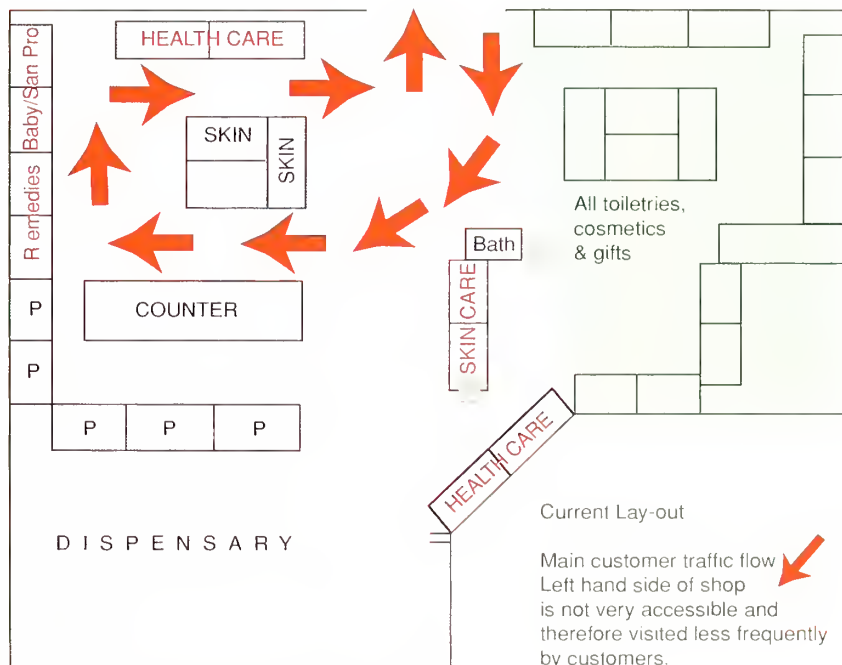 HEALTH CARE
Baby/San Pro
Remedies
SKIN
SKIN
All toiletries,
cosmetics
& gifts
Bath
SKIN CARE
P
COUNTER
P
P P P
HEALTH CARE
DISPENSARY
Current Lay-out
Main customer traffic flow
Left hand side of shop
is not very accessible and
therefore visited less frequently
by customers.